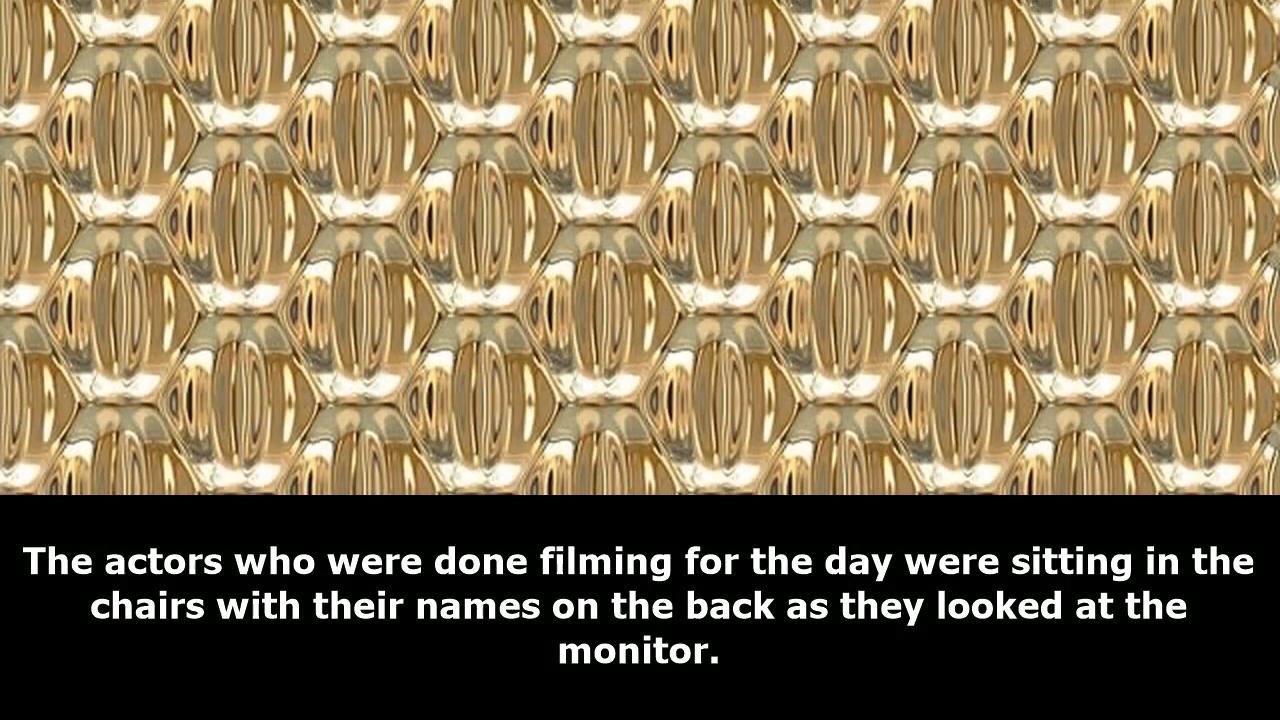 The actors who were done filming for the day were sitting in the
chairs with their names on the back as they looked at the
monitor.